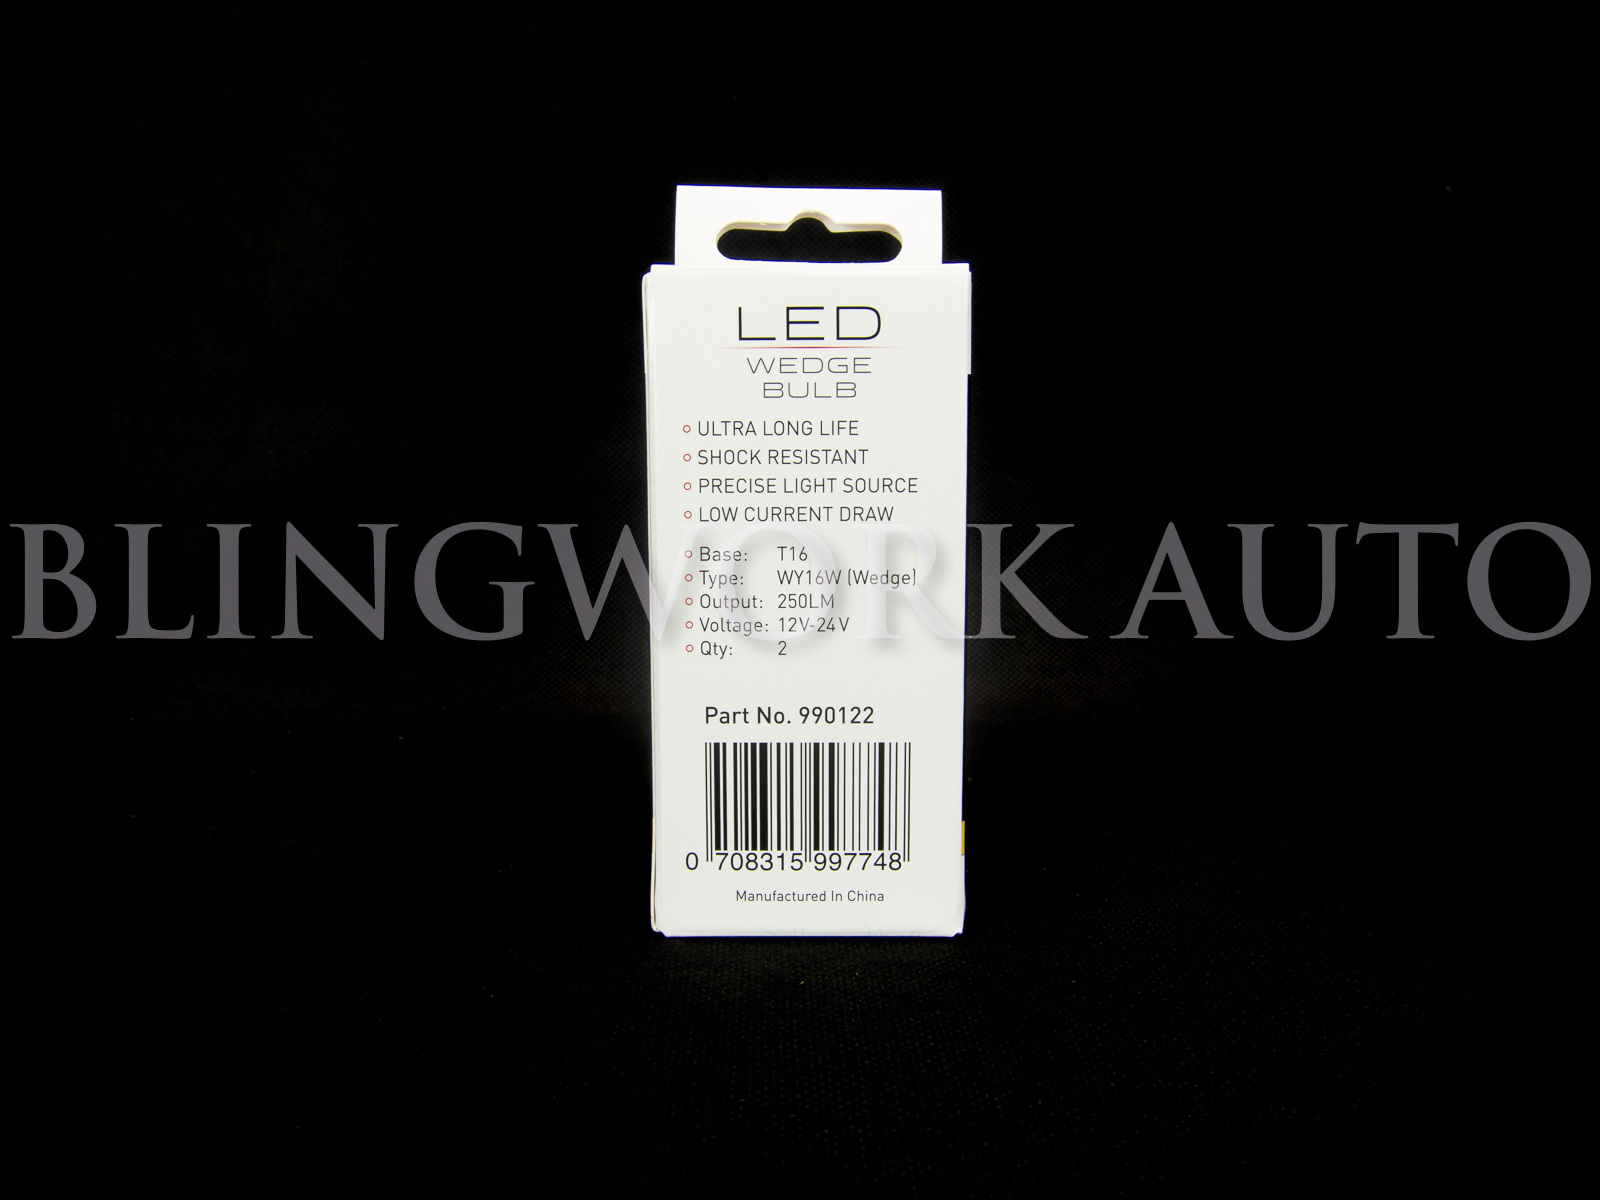 LED
WEDGE
BULB
ULTRA LONG LIFE
SHOCK RESISTANT
PRECISE LIGHT SOURCE
LOW CURRENT DRAW
BLINGWORK AUTO
Base: T16
Type: WY16W (Wedge)
Output: 250LM
Voltage: 12V-24V
Qty: 2
Part No. 990122
0 708315 997748
Manufactured In China